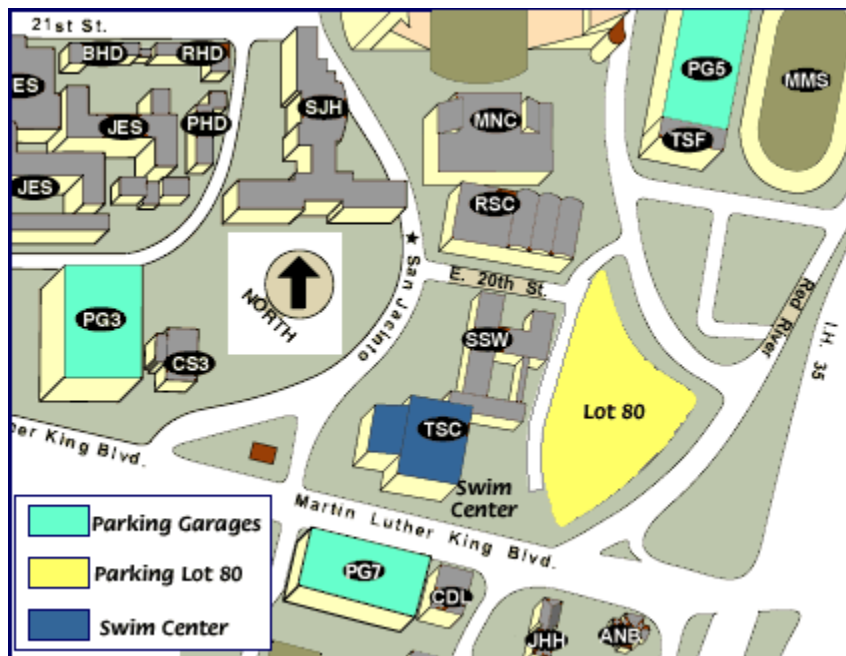 21st St.
BHD
RHD
PG5
ES
MMS
SJH
JES
PHD
MNC
TSF
JES
RSC
San Jacinto
E. 20th St.
Red River
NORTH
I.H. 35
PG3
SSW
CS3
Lot 80
TSC
her King Blvd.
Swim
Center
Martin Luther King Blvd.
Parking Garages
PG7
Parking Lot 80
CDL
Swim Center
JHH
ANB